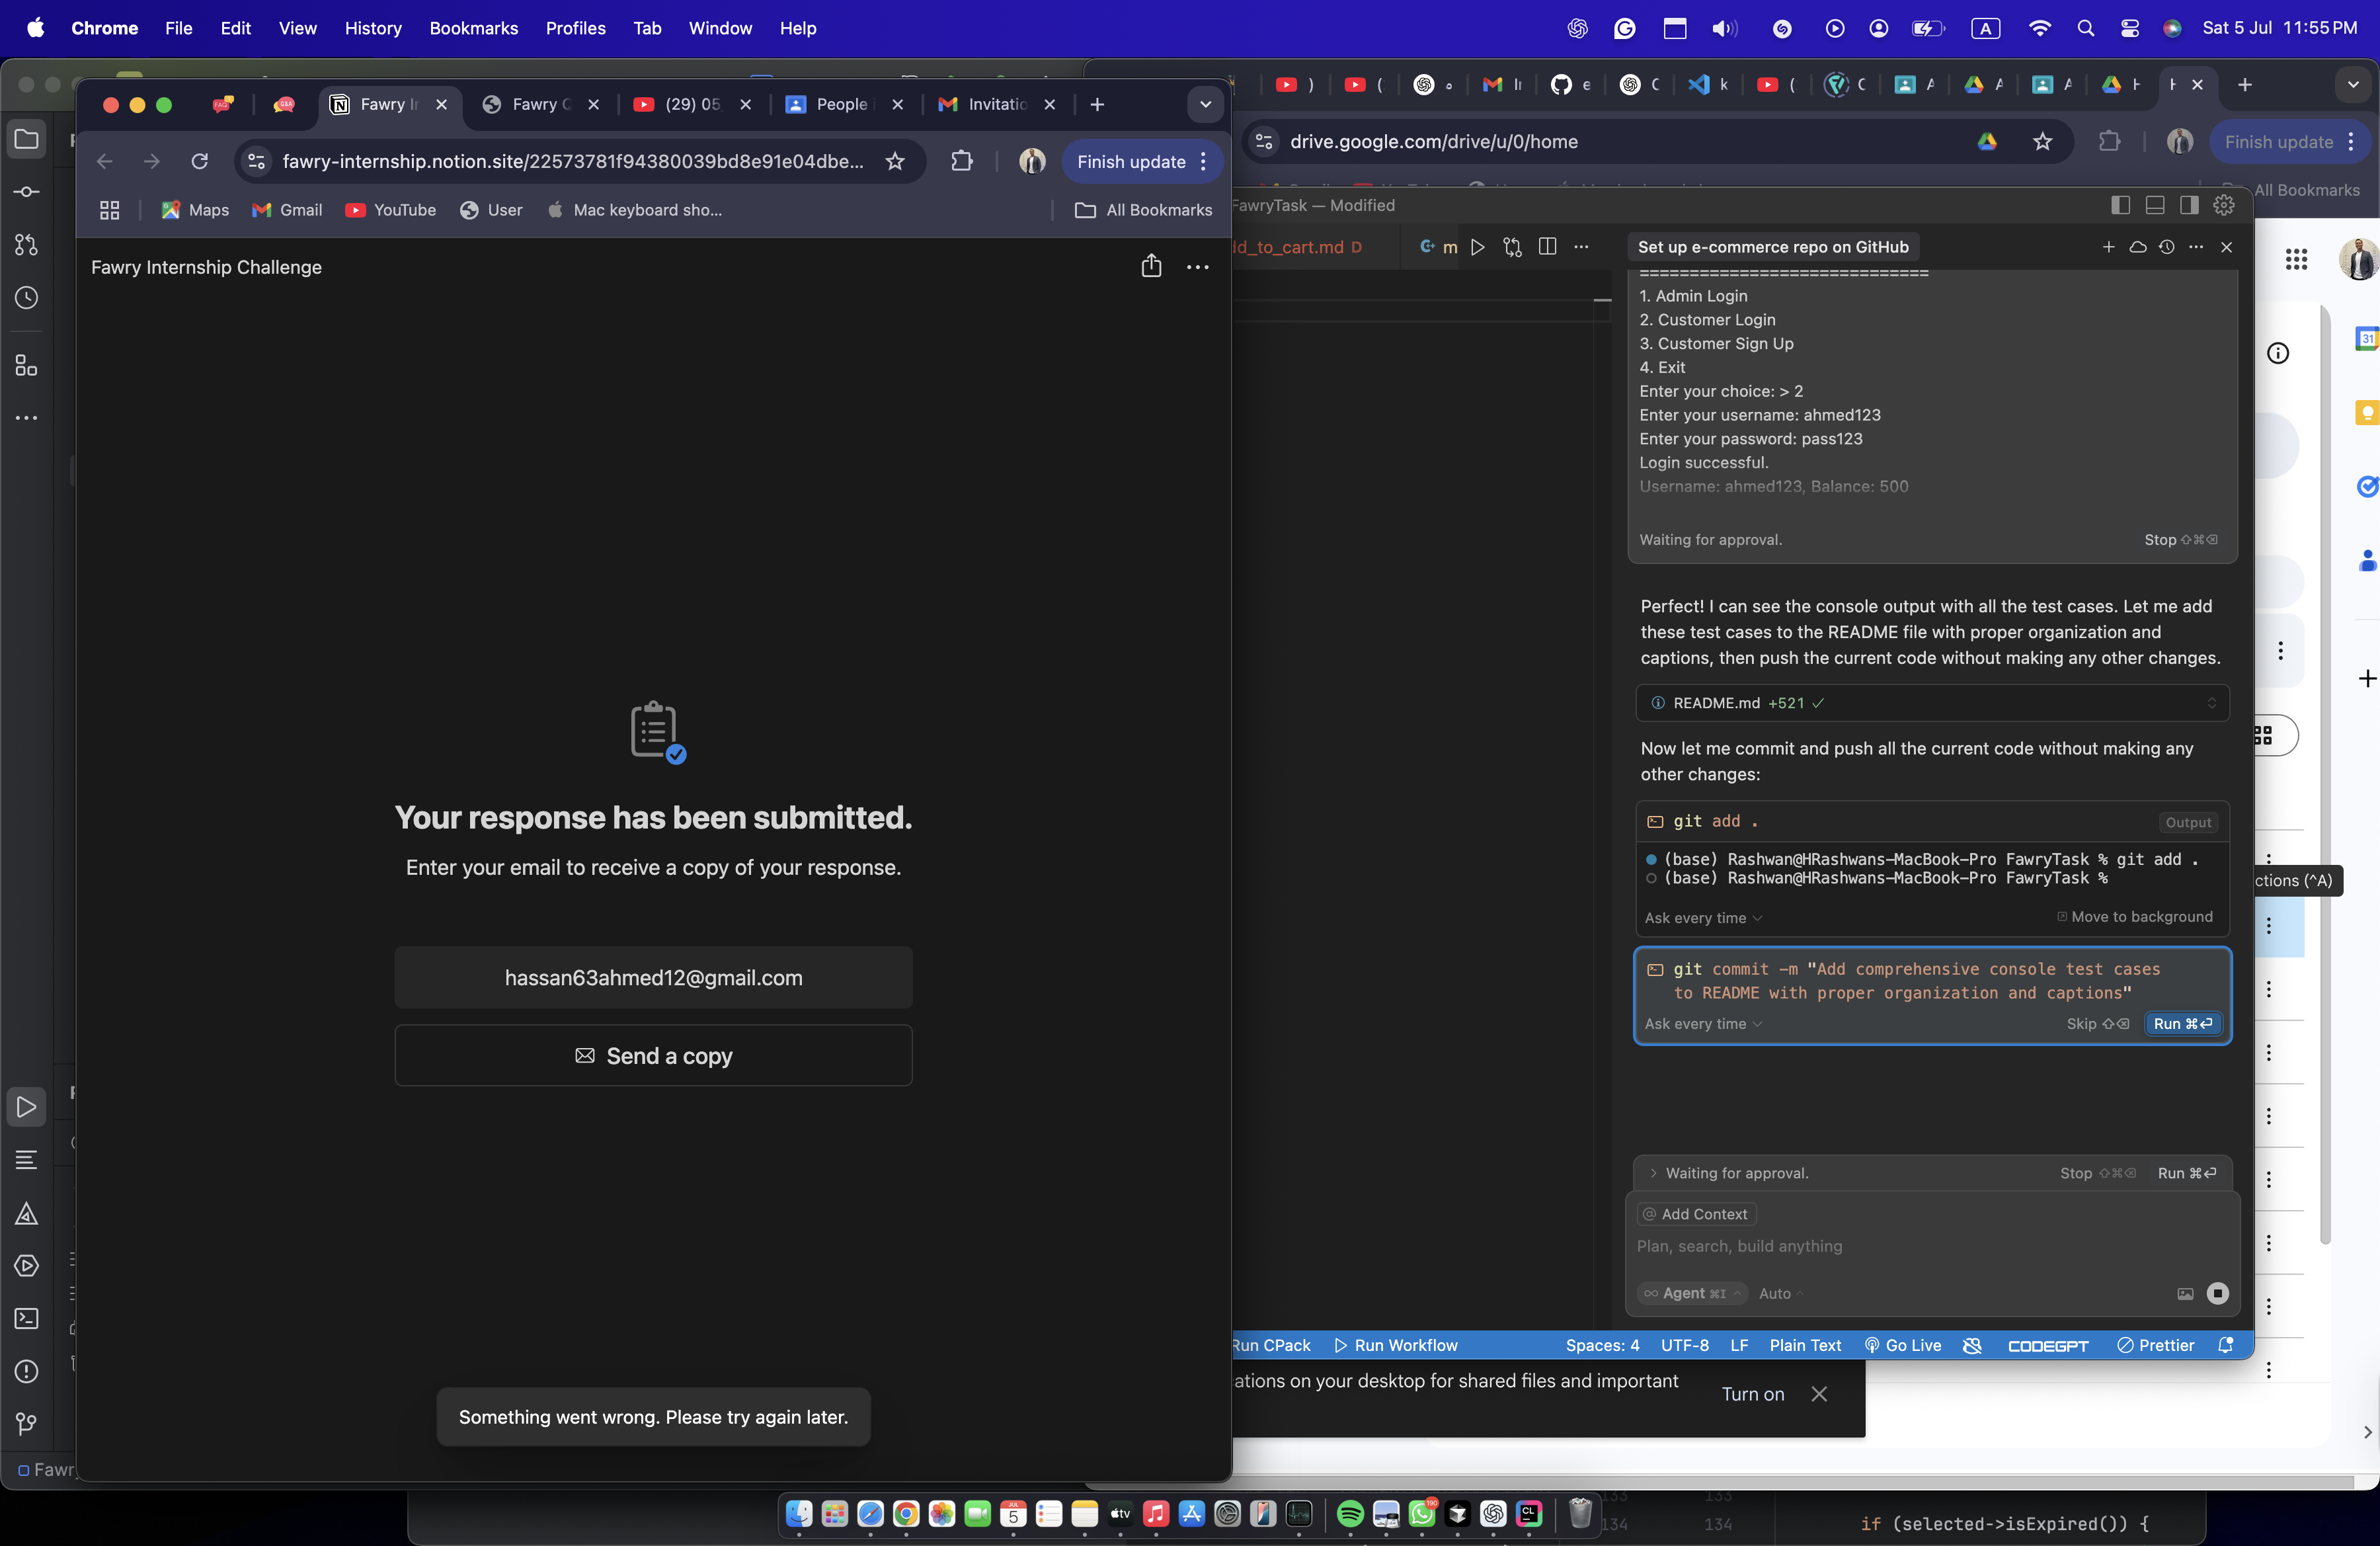 Chrome File Edit View History Bookmarks Profiles Tab Window Help
A
Sat 5 Jul 11:55 PM
Fawry
Fawry
(29) 05
People
Invitatio
fawry-internship.notion.site/22573781f94380039bd8e91e04dbe...
Finish update
Maps Gmail YouTube User Mac keyboard sho...
All Bookmarks
Fawry Internship Challenge
Your response has been submitted.
Enter your email to receive a copy of your response.
hassan63ahmed12@gmail.com
Send a copy
Something went wrong. Please try again later.
drive.google.com/drive/u/0/home
Finish update
All Bookmarks
FawryTask — Modified
dd_to_cart.md D
m
Set up e-commerce repo on GitHub
==============================
1. Admin Login
2. Customer Login
3. Customer Sign Up
4. Exit
Enter your choice: > 2
Enter your username: ahmed123
Enter your password: pass123
Login successful.
Username: ahmed123, Balance: 500
Waiting for approval.
Stop ⇧⌘⌫
Perfect! I can see the console output with all the test cases. Let me add
these test cases to the README file with proper organization and
captions, then push the current code without making any other changes.
README.md +521 ✓
Now let me commit and push all the current code without making any
other changes:
git add .
Output
(base) Rashwan@HRashwans-MacBook-Pro FawryTask % git add .
(base) Rashwan@HRashwans-MacBook-Pro FawryTask %
Ask every time
Move to background
git commit -m "Add comprehensive console test cases
to README with proper organization and captions"
Ask every time
Skip ⇧⌫
Run ⌘⏎
Waiting for approval.
Stop ⇧⌘⌫
Run ⌘⏎
@ Add Context
Plan, search, build anything
∞ Agent ⌘I
Auto
Run CPack
Run Workflow
Spaces: 4 UTF-8 LF Plain Text
Go Live
CODEGPT
Prettier
ctions (^A)
31
ations on your desktop for shared files and important
Turn on
Fawr
JUL
5
tv
190
CL
133 133
134 134
if (selected->isExpired()) {